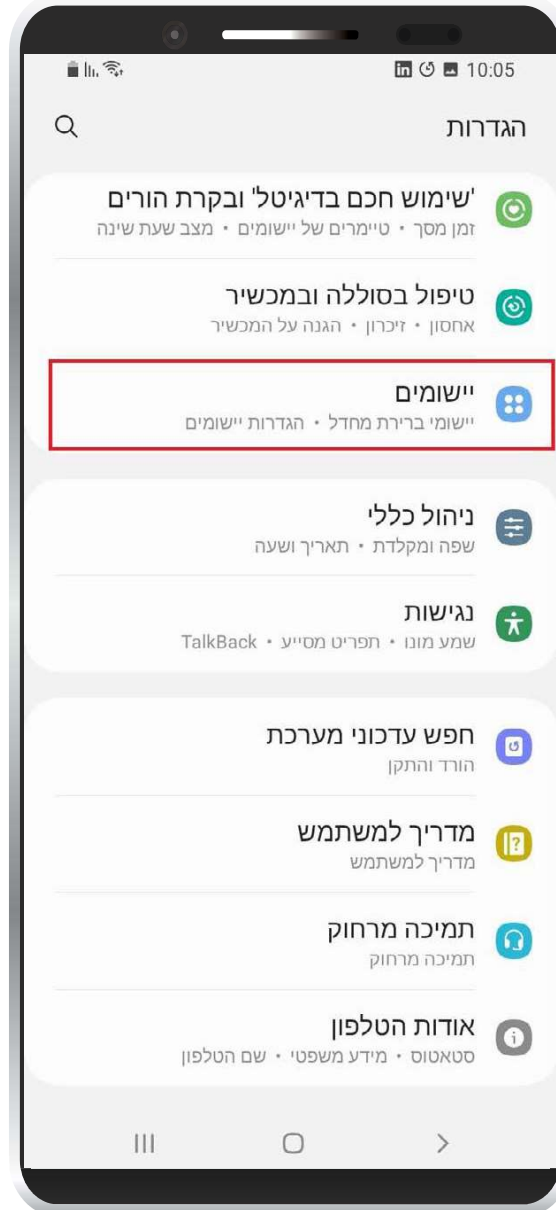 10:05
הגדרות
'שימוש חכם בדיגיטל' ובקרת הורים
זמן מסך • טיימרים של יישומים • מצב שעת שינה
טיפול בסוללה ובמכשיר
אחסון • זיכרון • הגנה על המכשיר
יישומים
יישומי ברירת מחדל • הגדרות יישומים
ניהול כללי
שפה ומקלדת • תאריך ושעה
נגישות
שמע מונו • תפריט מסייע • TalkBack
חפש עדכוני מערכת
הורד והתקן
מדריך למשתמש
מדריך למשתמש
תמיכה מרחוק
תמיכה מרחוק
אודות הטלפון
סטאטוס • מידע משפטי • שם הטלפון